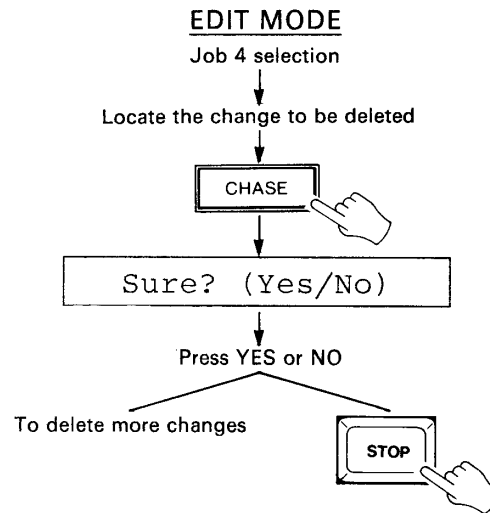 EDIT MODE
Job 4 selection
Locate the change to be deleted
CHASE
Sure? (Yes/No)
Press YES or NO
To delete more changes
STOP